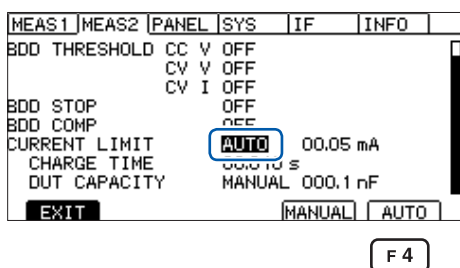 MEAS1 MEAS2 PANEL SYS IF INFO
BDD THRESHOLD CC V OFF
CV V OFF
CV I OFF
BDD STOP OFF
BDD COMP OFF
CURRENT LIMIT AUTO 00.05 mA
CHARGE TIME s
DUT CAPACITY MANUAL 000.1 nF
EXIT MANUAL AUTO
F4